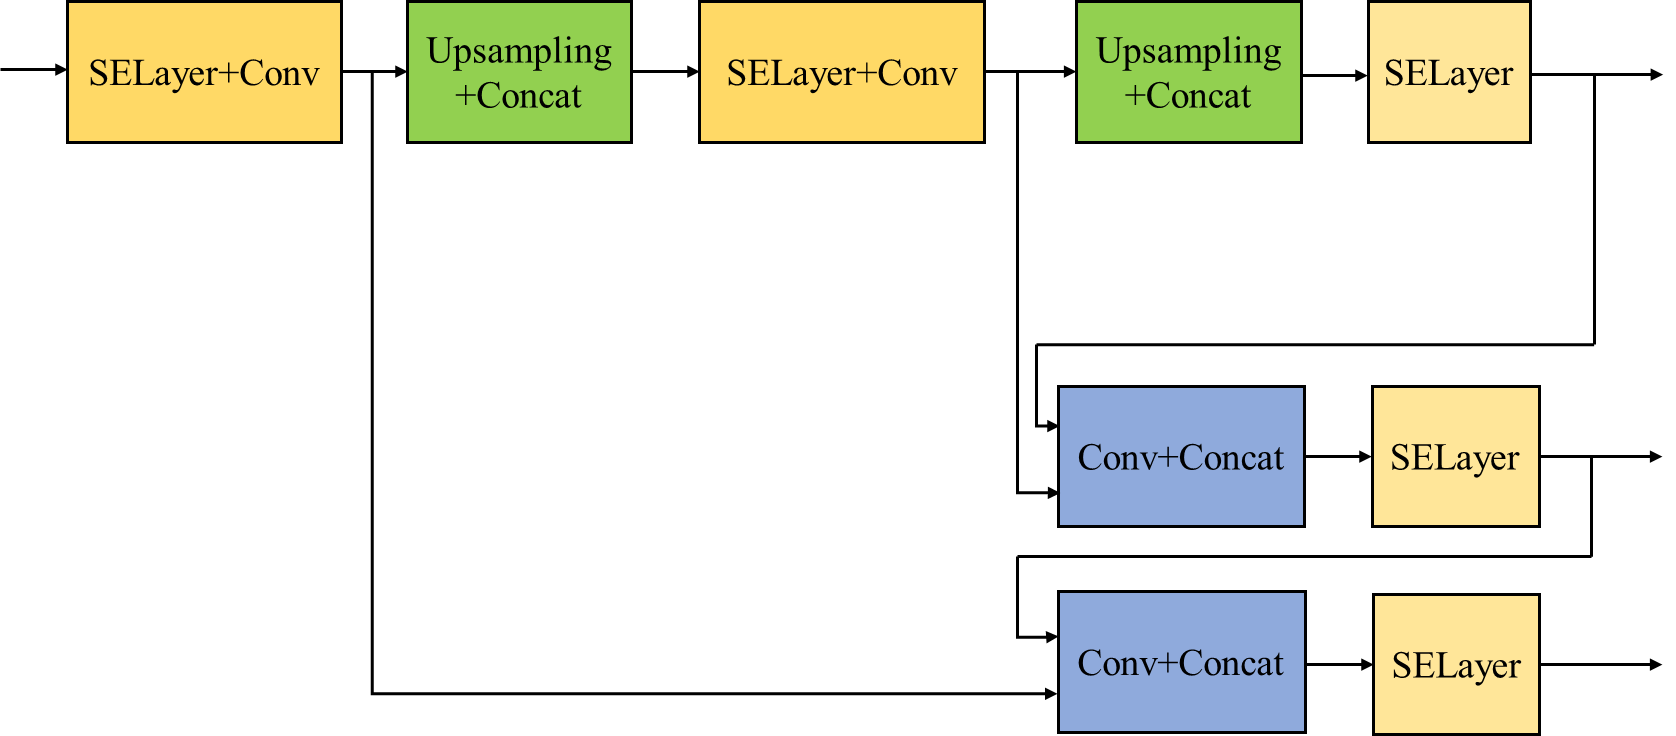 SELayer+Conv
Upsampling
+Concat
SELayer+Conv
Upsampling
+Concat
SELayer
Conv+Concat
SELayer
Conv+Concat
SELayer